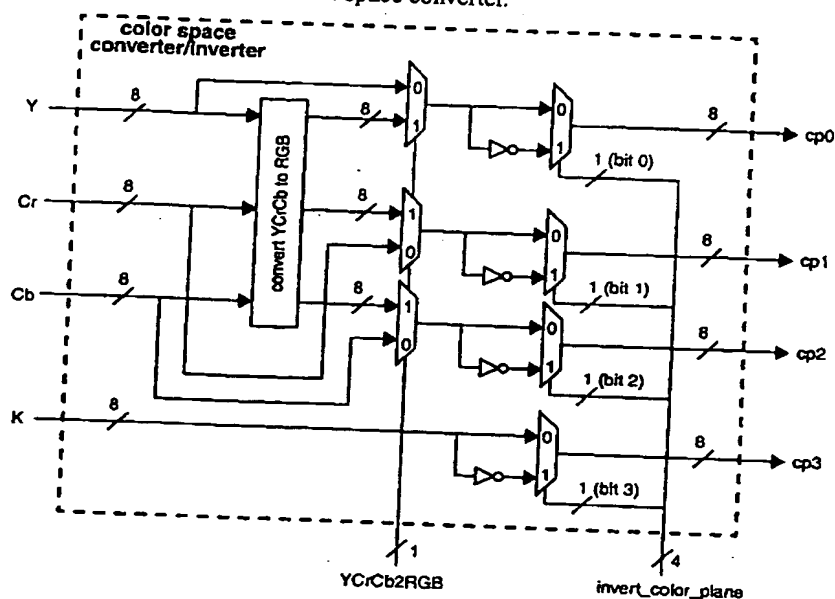 space converter.
color space
converter/inverter
Y
8
8
0
1
0
1
8
cp0
1 (bit 0)
convert YCrCb to RGB
Cr
8
8
1
0
0
1
8
cp1
1 (bit 1)
Cb
8
8
1
0
0
1
8
cp2
1 (bit 2)
K
8
0
1
8
cp3
1 (bit 3)
1
4
YCrCb2RGB
invert_color_plane